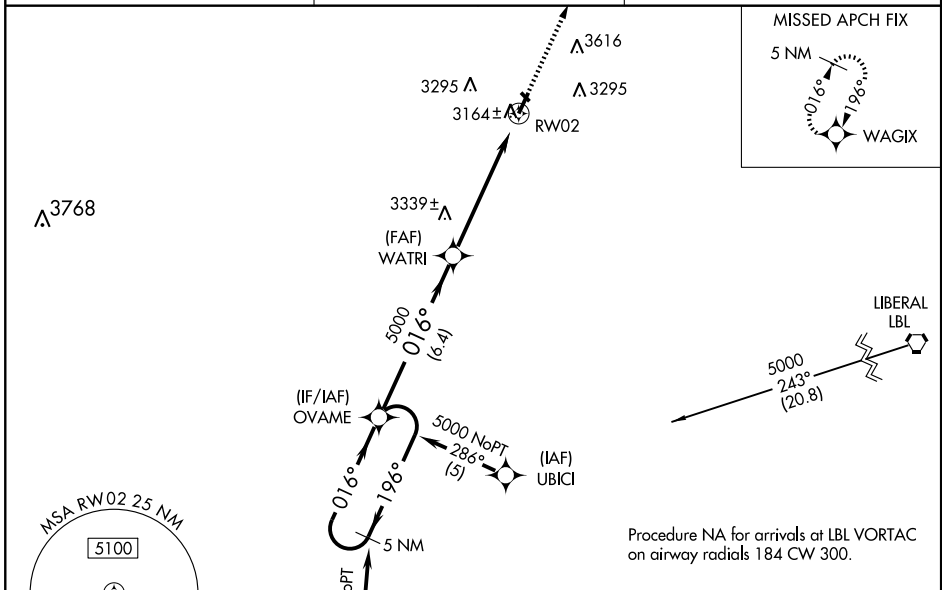 MISSED APCH FIX
5 NM
016°
196°
WAGIX
3616
3295
3295
3164±
RW02
3768
3339±
(FAF)
WATRI
5000
016°
(6.4)
LIBERAL
LBL
5000
243°
(20.8)
(IF/IAF)
OVAME
5000 NoPT
286°
(5)
(IAF)
UBICI
016°
196°
5 NM
MSA RW02 25 NM
5100
Procedure NA for arrivals at LBL VORTAC
on airway radials 184 CW 300.